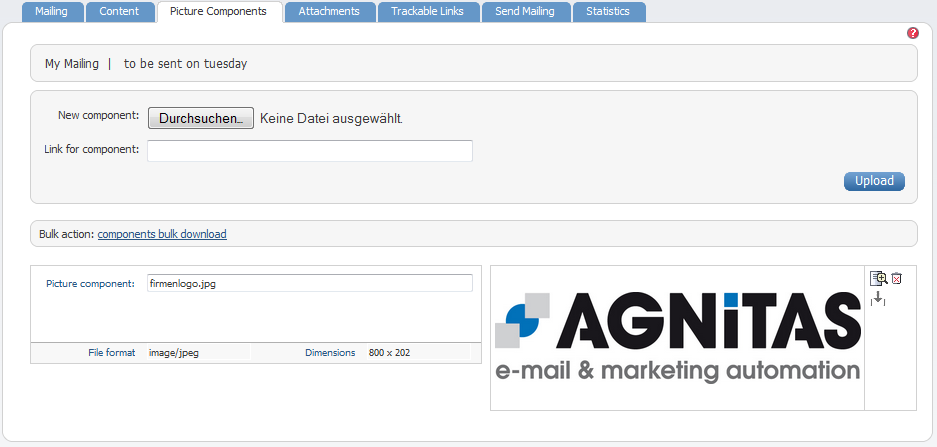 Mailing Content Picture Components Attachments Trackable Links Send Mailing Statistics
?
My Mailing | to be sent on tuesday
New component: Durchsuchen... Keine Datei ausgewählt.
Link for component:
Upload
Bulk action: components bulk download
Picture component: firmenlogo.jpg
File format image/jpeg Dimensions 800 x 202
AGNiTAS
e-mail & marketing automation